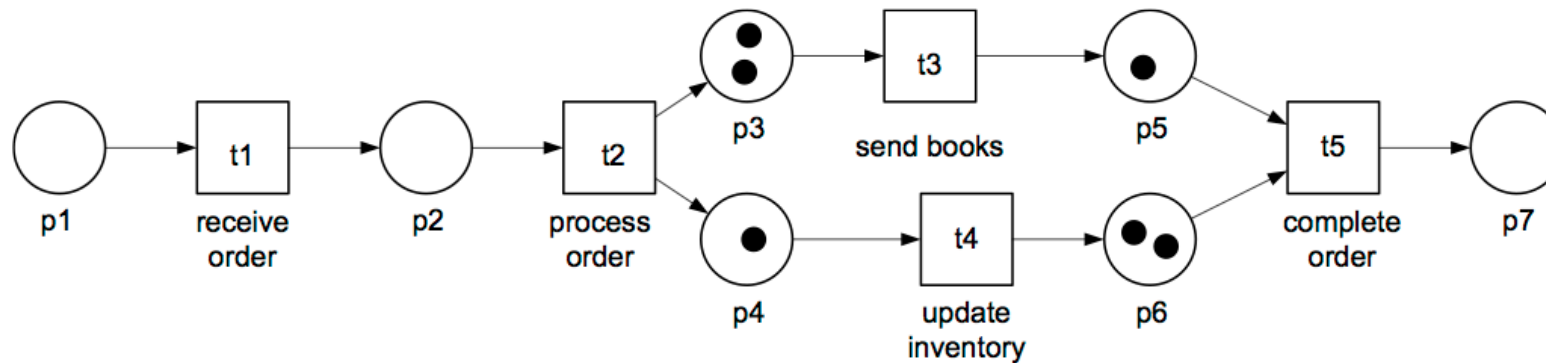 t1
t2
t3
t4
t5
p1
receive
order
p2
process
order
p3
p4
send books
update
inventory
p5
p6
complete
order
p7